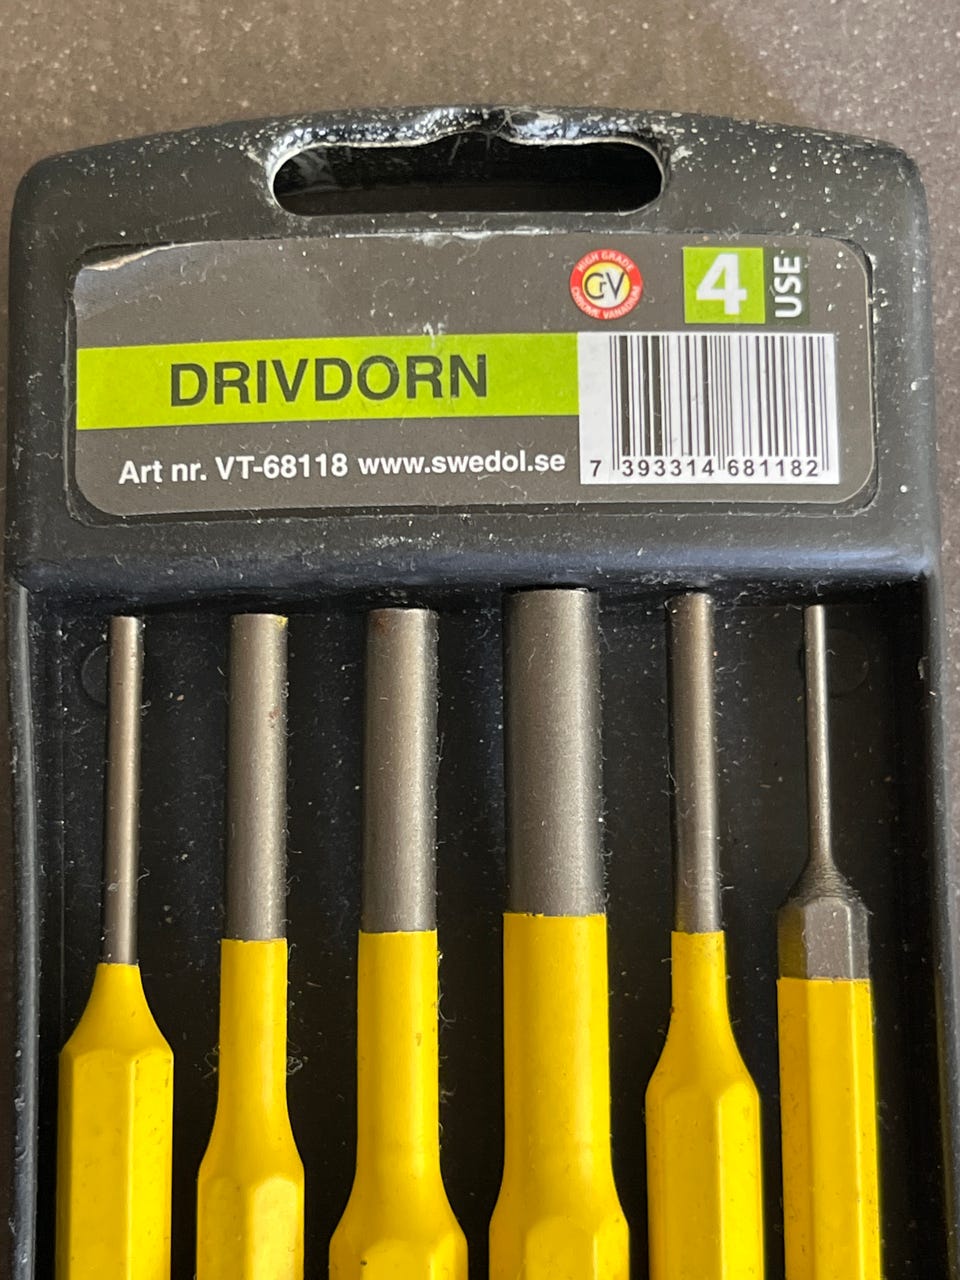 HIGH GRADE
CrV
CHROME VANADIUM
4
USE
DRIVDORN
Art nr. VT-68118 www.swedol.se
7 393314 681182